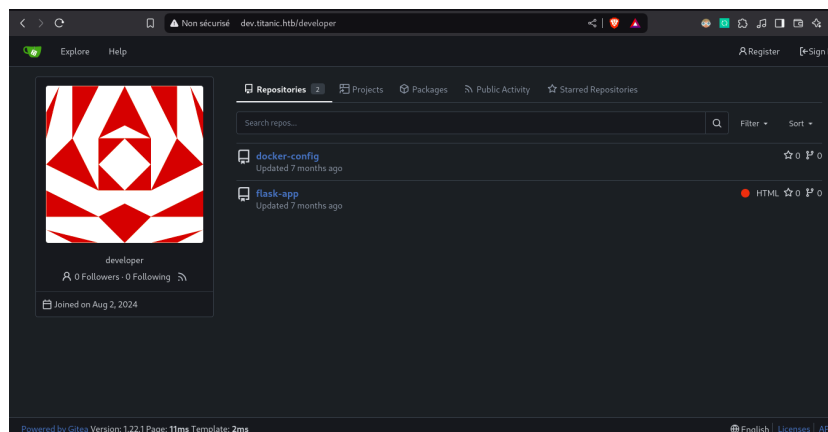 Non sécurisé dev.titanic.htb/developer
Explore Help Register Sign
Repositories 2 Projects Packages Public Activity Starred Repositories
Search repos... Filter Sort
docker-config 0 0
Updated 7 months ago
flask-app HTML 0 0
Updated 7 months ago
developer
0 Followers · 0 Following
Joined on Aug 2, 2024
Powered by Gitea Version: 1.22.1 Page: 11ms Template: 2ms English Licenses AP